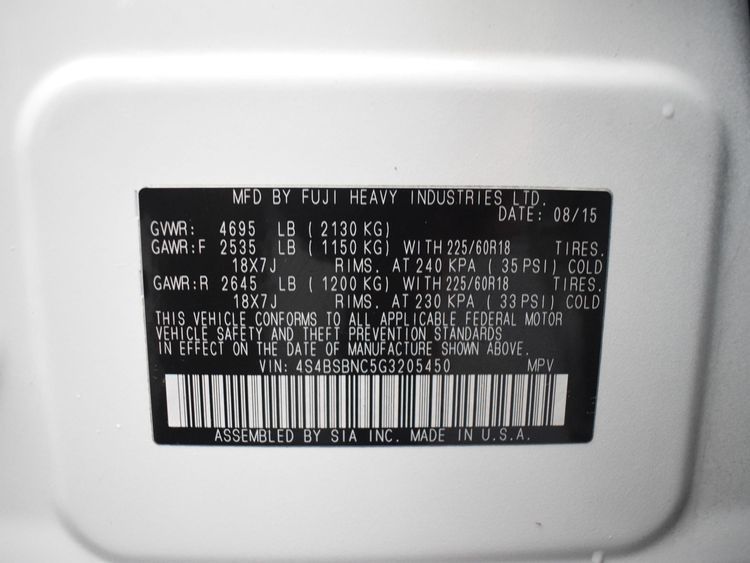 MFD BY FUJI HEAVY INDUSTRIES LTD.
DATE: 08/15
GVWR: 4695 LB ( 2130 KG)
GAWR:F 2535 LB ( 1150 KG) WITH 225/60R18 TIRES.
18X7J RIMS. AT 240 KPA ( 35 PSI) COLD
GAWR:R 2645 LB ( 1200 KG) WITH 225/60R18 TIRES.
18X7J RIMS. AT 230 KPA ( 33 PSI) COLD
THIS VEHICLE CONFORMS TO ALL APPLICABLE FEDERAL MOTOR
VEHICLE SAFETY AND THEFT PREVENTION STANDARDS
IN EFFECT ON THE DATE OF MANUFACTURE SHOWN ABOVE.
VIN: 4S4BSBNC5G3205450 MPV
ASSEMBLED BY SIA INC. MADE IN U.S.A.